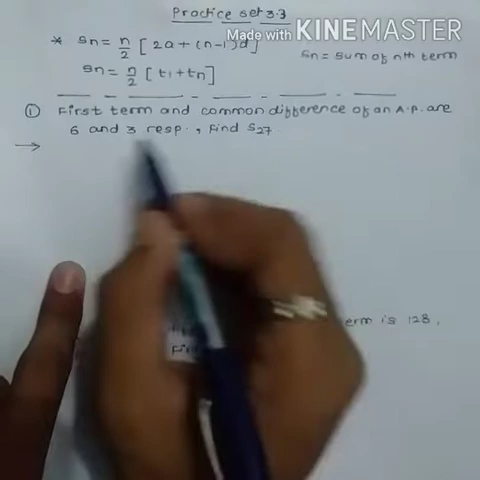 Practice set 3.3
Made with KINEMASTER
* Sn = n/2 [2a + (n-1)d]
Sn = sum of nth term
Sn = n/2 [t1 + tn]
① First term and common difference of an A.P. are
6 and 3 resp., Find S27.
→
term is 128,